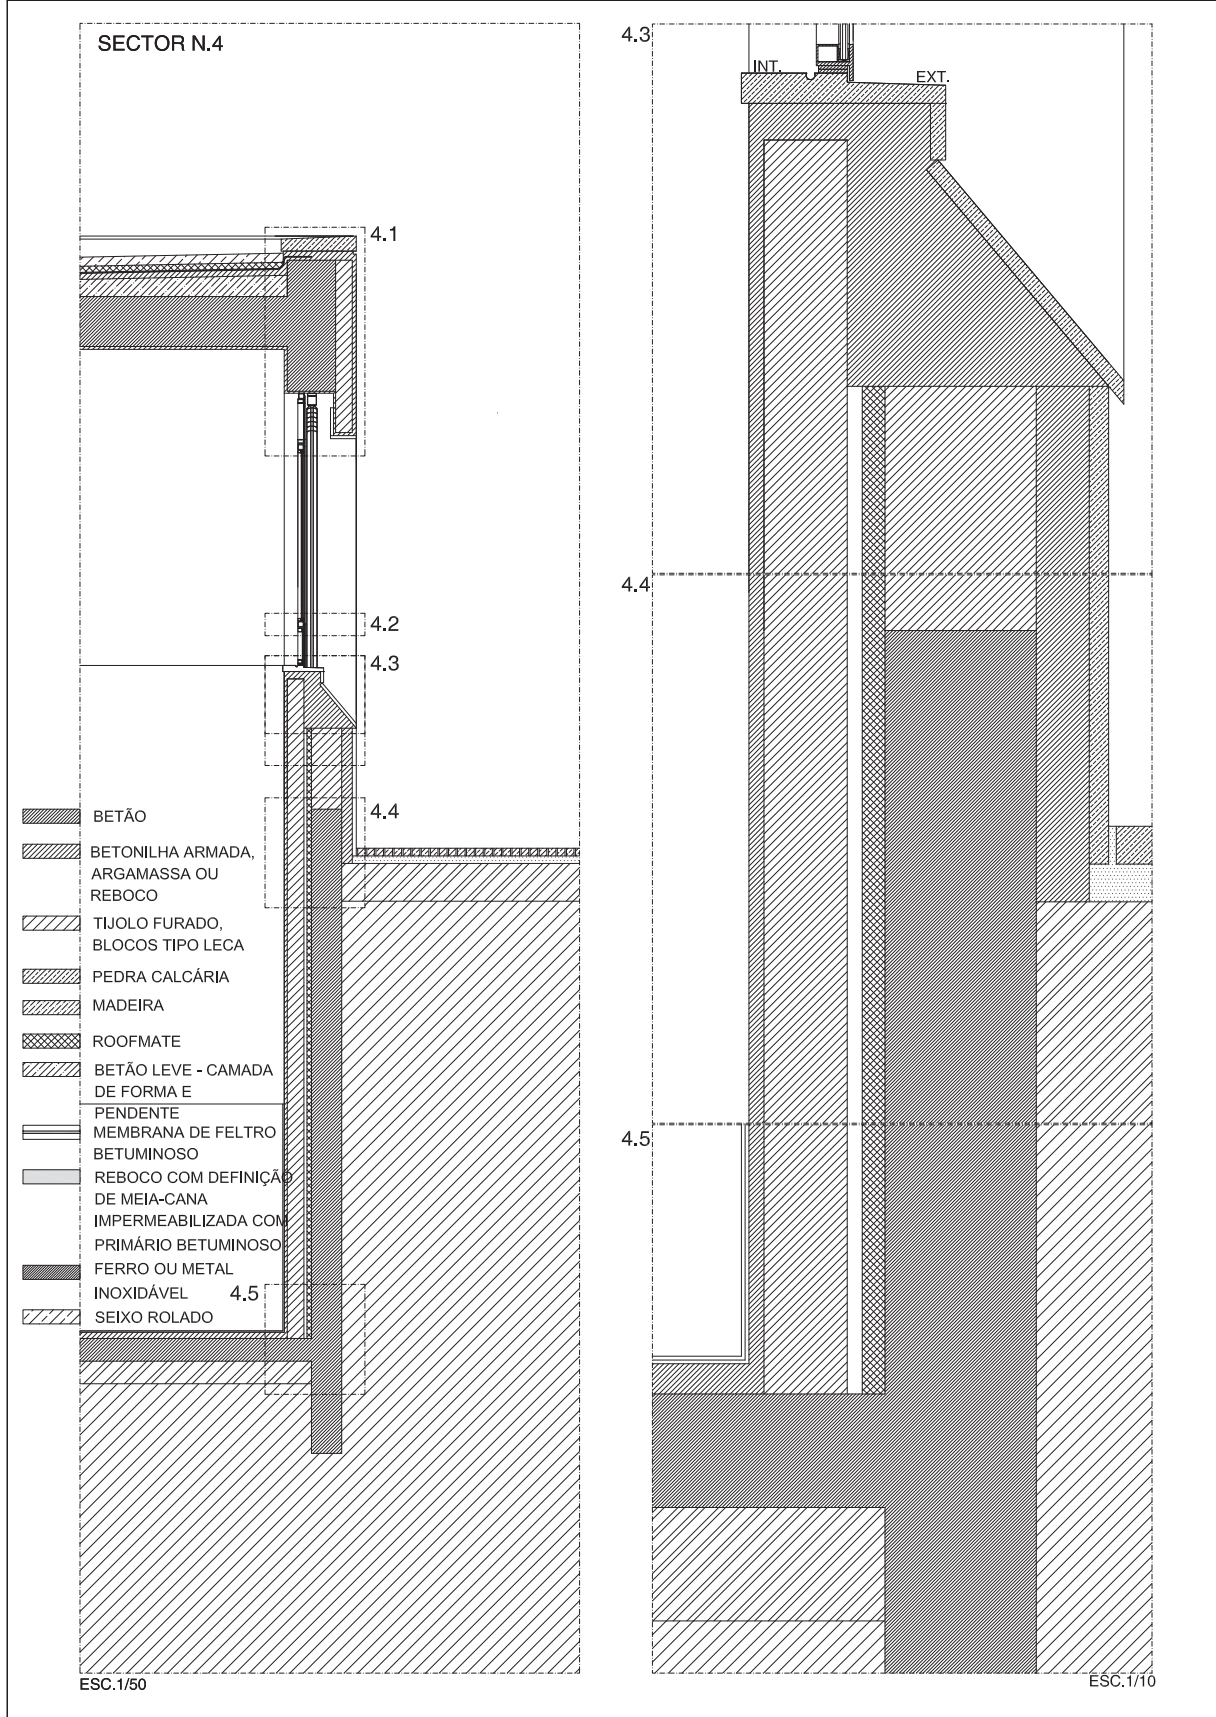 SECTOR N.4
4.1
4.2
4.3
4.4
BETÃO
BETONILHA ARMADA,
ARGAMASSA OU
REBOCO
TIJOLO FURADO,
BLOCOS TIPO LECA
PEDRA CALCÁRIA
MADEIRA
ROOFMATE
BETÃO LEVE - CAMADA
DE FORMA E
PENDENTE
MEMBRANA DE FELTRO
BETUMINOSO
REBOCO COM DEFINIÇÃO
DE MEIA-CANA
IMPERMEABILIZADA COM
PRIMÁRIO BETUMINOSO
FERRO OU METAL
INOXIDÁVEL
4.5
SEIXO ROLADO
ESC.1/50
4.3
INT.
EXT.
4.4
4.5
ESC.1/10